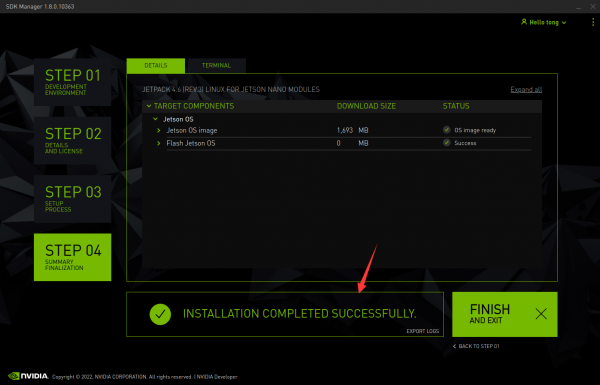 SDK Manager 1.8.0.10363
Hello tang
STEP 01
DEVELOPMENT
ENVIRONMENT
STEP 02
DETAILS
AND LICENSE
STEP 03
SETUP
PROCESS
STEP 04
SUMMARY
FINALIZATION
DETAILS
TERMINAL
JETPACK 4.6 (REV.3) LINUX FOR JETSON NANO MODULES
Expand all
TARGET COMPONENTS DOWNLOAD SIZE STATUS
Jetson OS
Jetson OS image 1,693 MB OS image ready
Flash Jetson OS 0 MB Success
INSTALLATION COMPLETED SUCCESSFULLY.
EXPORT LOGS
FINISH
AND EXIT
BACK TO STEP 01
NVIDIA Copyright © 2022, NVIDIA CORPORATION. All rights reserved. | NVIDIA Developer